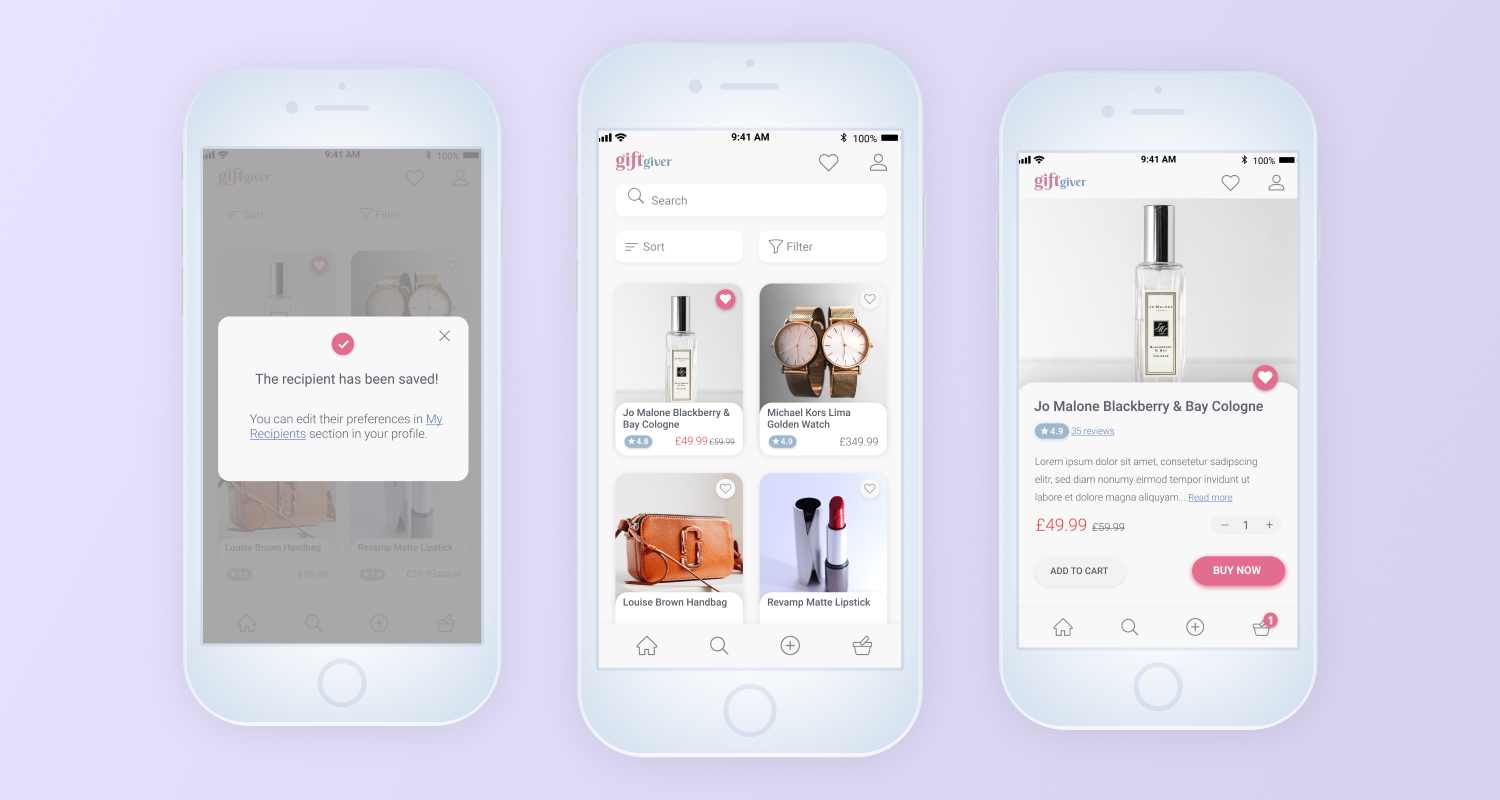 9:41 AM
100%
giftgiver
Sort
Filter
The recipient has been saved!
You can edit their preferences in My
Recipients section in your profile.
Louise Brown Handbag
Revamp Matte Lipstick
£39.99
£19.99
9:41 AM
100%
giftgiver
Search
Sort
Filter
Jo Malone Blackberry &
Bay Cologne
4.8
£49.99 £59.99
Michael Kors Lima
Golden Watch
4.9
£349.99
Louise Brown Handbag
Revamp Matte Lipstick
9:41 AM
100%
giftgiver
Jo Malone
Blackberry
& Bay
Cologne
Jo Malone Blackberry & Bay Cologne
4.9 35 reviews
Lorem ipsum dolor sit amet, consetetur sadipscing
elitr, sed diam nonumy eirmod tempor invidunt ut
labore et dolore magna aliquyam... Read more
£49.99 £59.99
− 1 +
ADD TO CART
BUY NOW
1